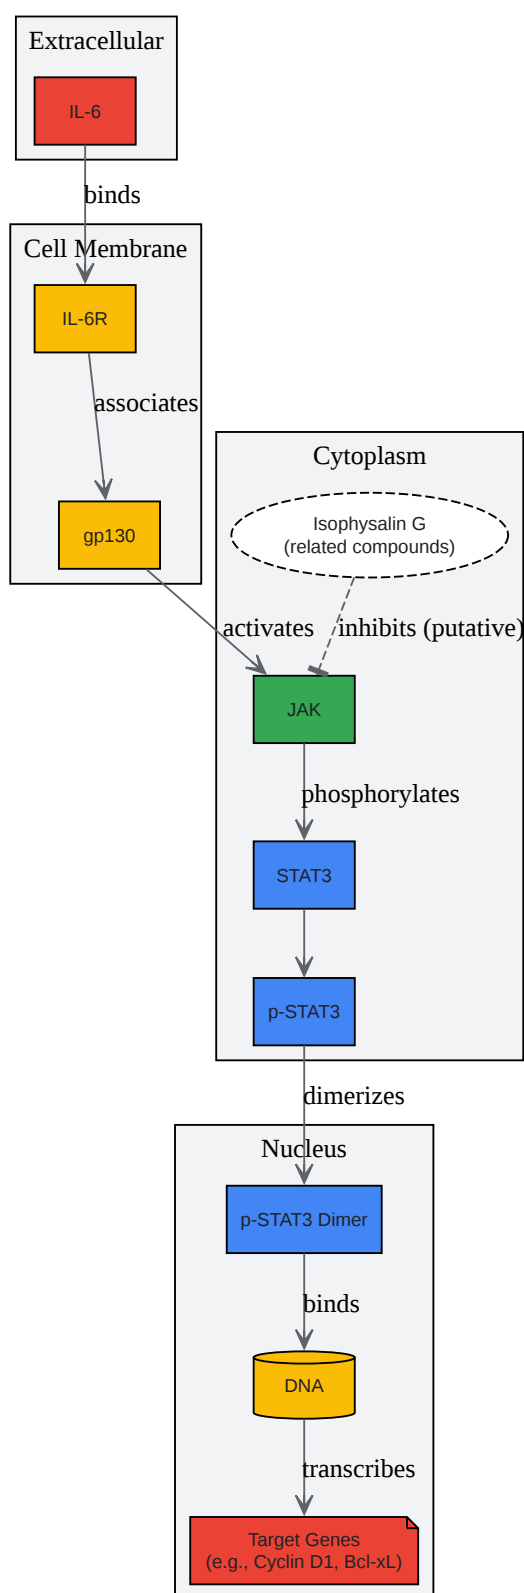 Extracellular
IL-6
binds
Cell Membrane
IL-6R
associates
gp130
Cytoplasm
Isophysalin G
(related compounds)
activates
inhibits (putative)
JAK
phosphorylates
STAT3
p-STAT3
dimerizes
Nucleus
p-STAT3 Dimer
binds
DNA
transcribes
Target Genes
(e.g., Cyclin D1, Bcl-xL)